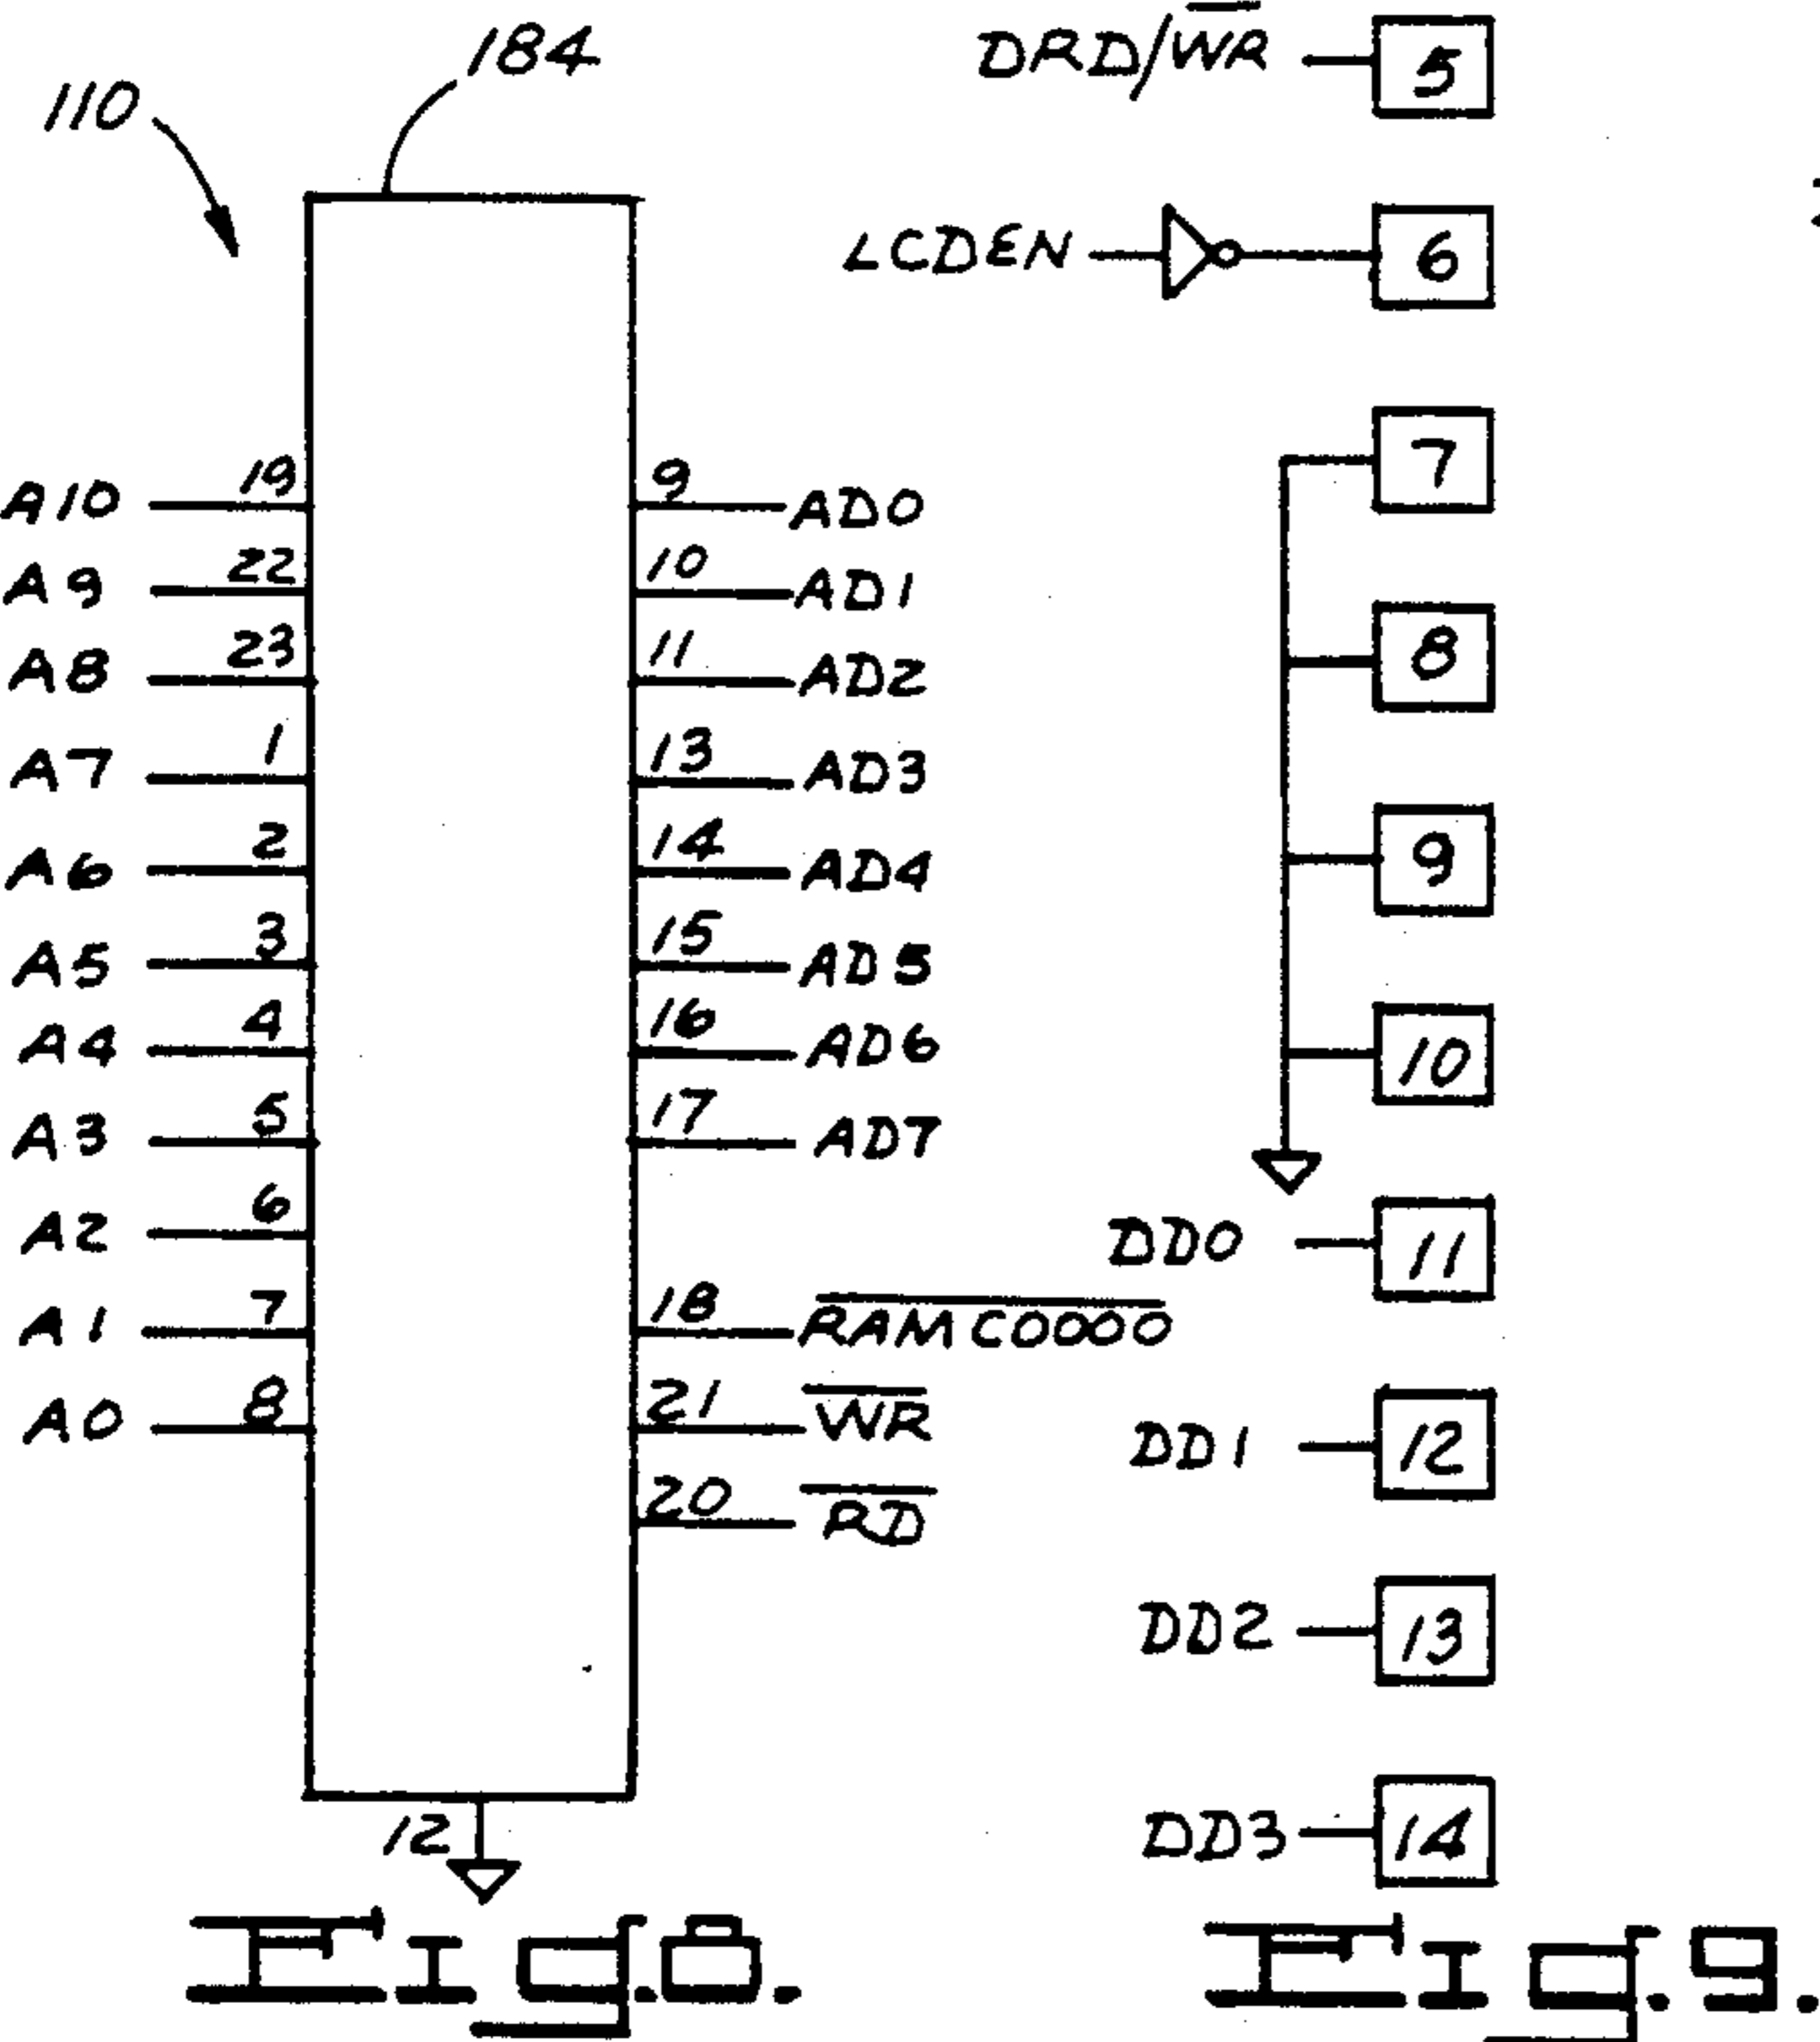 110
184
A10 19
A9 22
A8 23
A7 1
A6 2
A5 3
A4 4
A3 5
A2 6
A1 7
A0 8
9 AD0
10 AD1
11 AD2
13 AD3
14 AD4
15 AD5
16 AD6
17 AD7
18 RAMC0000
21 WR
20 RD
12
Fig. 8.
DRD/WR 5
LCDEN 6
7
8
9
10
DD0 11
DD1 12
DD2 13
DD3 14
Fig. 9.